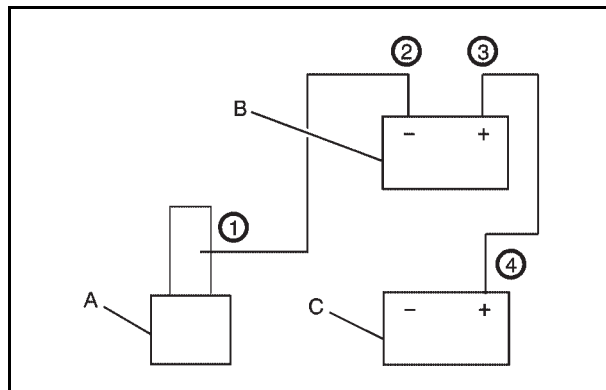 ② ③
B
− +
①
④
A
C
− +